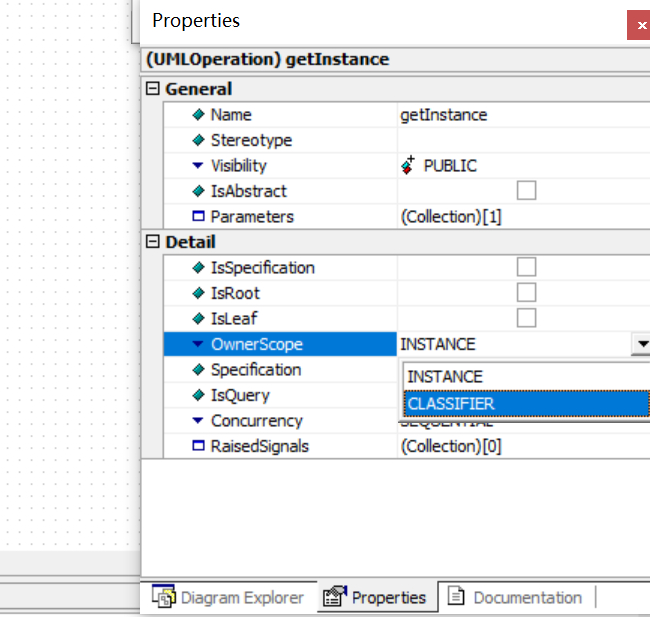 Properties
(UMLOperation) getInstance
General
Name getInstance
Stereotype
Visibility PUBLIC
IsAbstract
Parameters (Collection)[1]
Detail
IsSpecification
IsRoot
IsLeaf
OwnerScope INSTANCE
Specification INSTANCE
IsQuery CLASSIFIER
Concurrency SEQUENTIAL
RaisedSignals (Collection)[0]
Diagram Explorer Properties Documentation